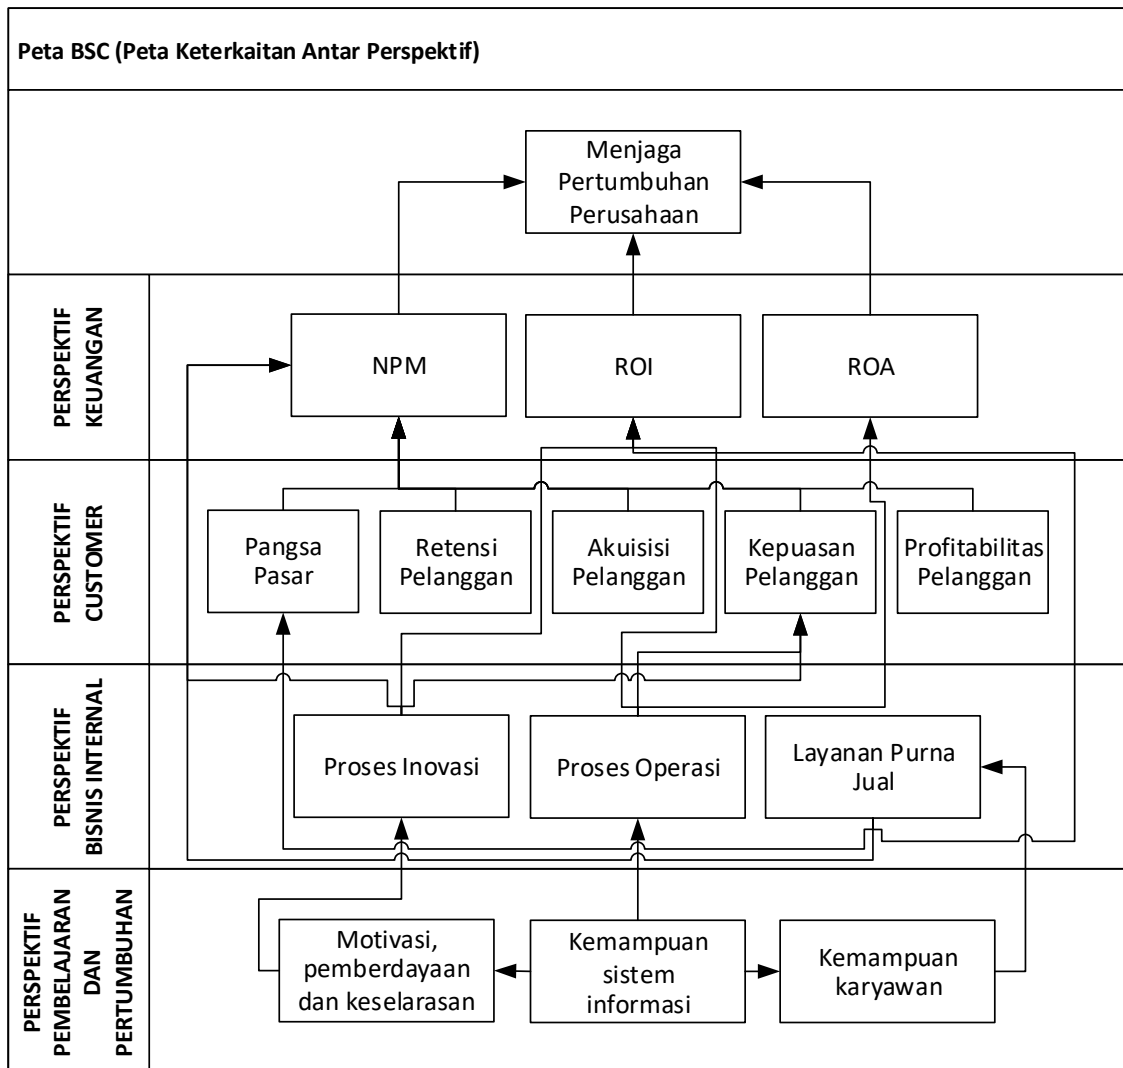 Peta BSC (Peta Keterkaitan Antar Perspektif)
Menjaga
Pertumbuhan
Perusahaan
PERSPEKTIF
KEUANGAN
NPM
ROI
ROA
PERSPEKTIF
CUSTOMER
Pangsa
Pasar
Retensi
Pelanggan
Akuisisi
Pelanggan
Kepuasan
Pelanggan
Profitabilitas
Pelanggan
PERSPEKTIF
BISNIS INTERNAL
Proses Inovasi
Proses Operasi
Layanan Purna
Jual
PERSPEKTIF
PEMBELAJARAN
DAN
PERTUMBUHAN
Motivasi,
pemberdayaan
dan keselarasan
Kemampuan
sistem
informasi
Kemampuan
karyawan